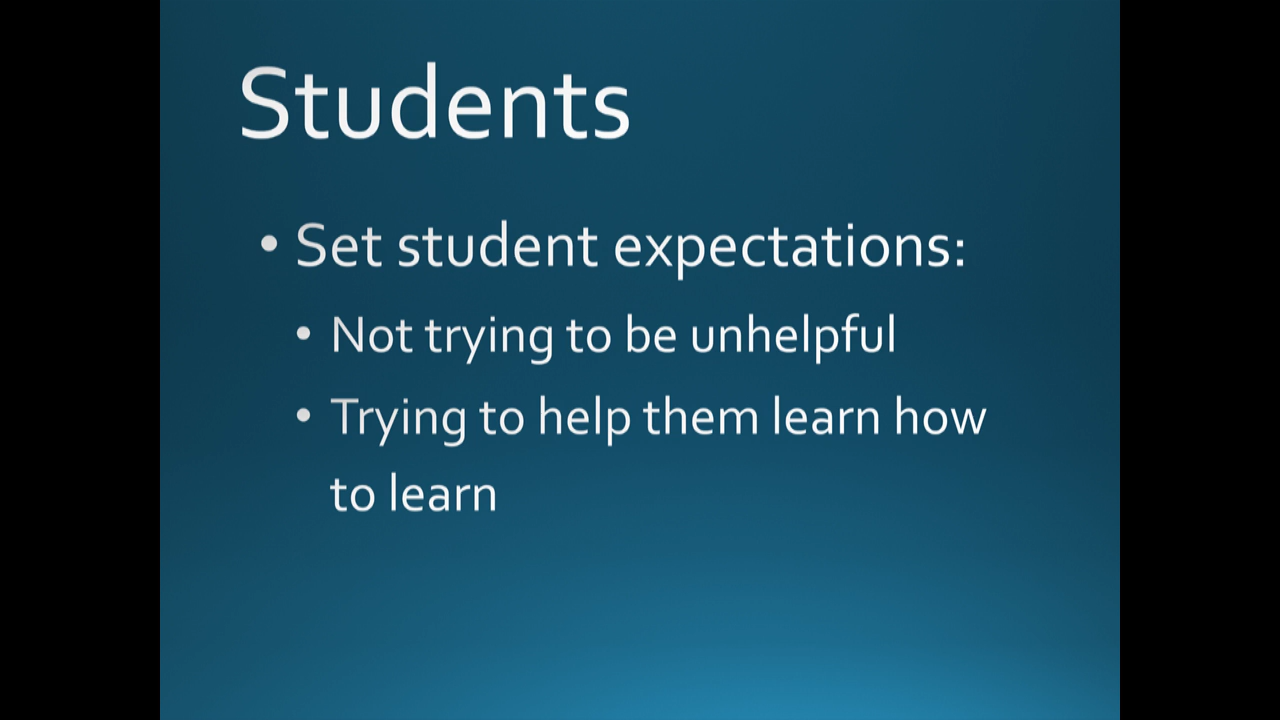 Students
• Set student expectations:
• Not trying to be unhelpful
• Trying to help them learn how
to learn